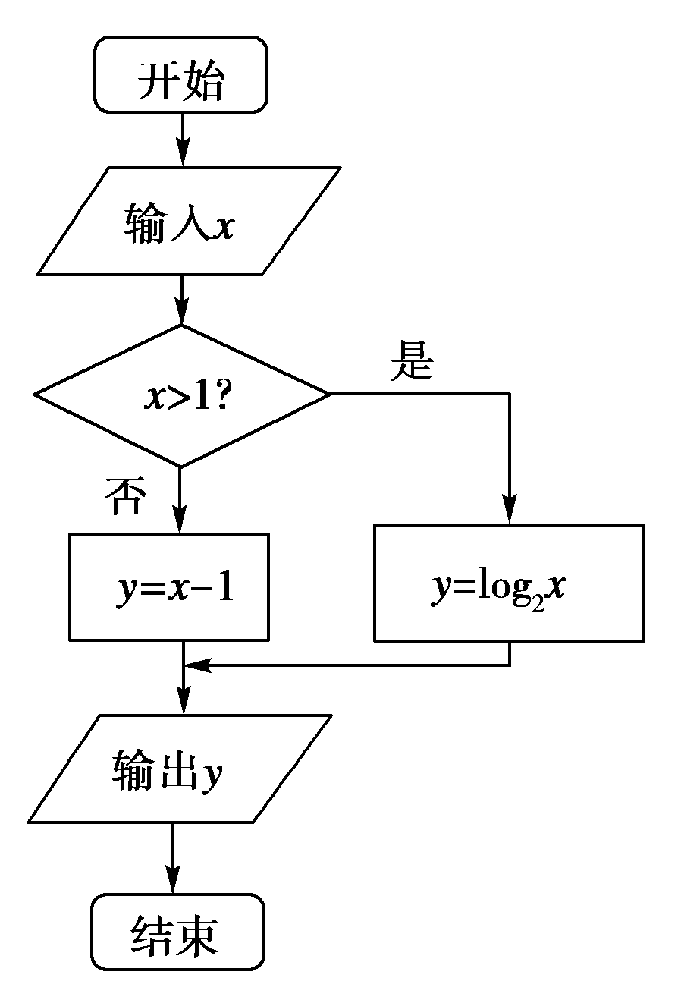 开始
输入x
x>1?
是
否
y=x-1
y=log₂x
输出y
结束